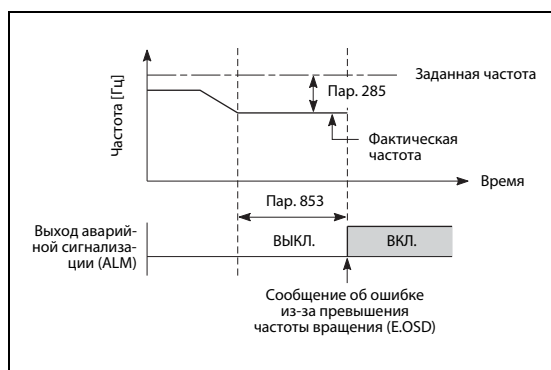 Частота [Гц]
Заданная частота
Пар. 285
Фактическая
частота
Время
Пар. 853
Выход аварий-
ной сигнализа-
ции (ALM)
ВЫКЛ.
ВКЛ.
Сообщение об ошибке
из-за превышения
частоты вращения (E.OSD)